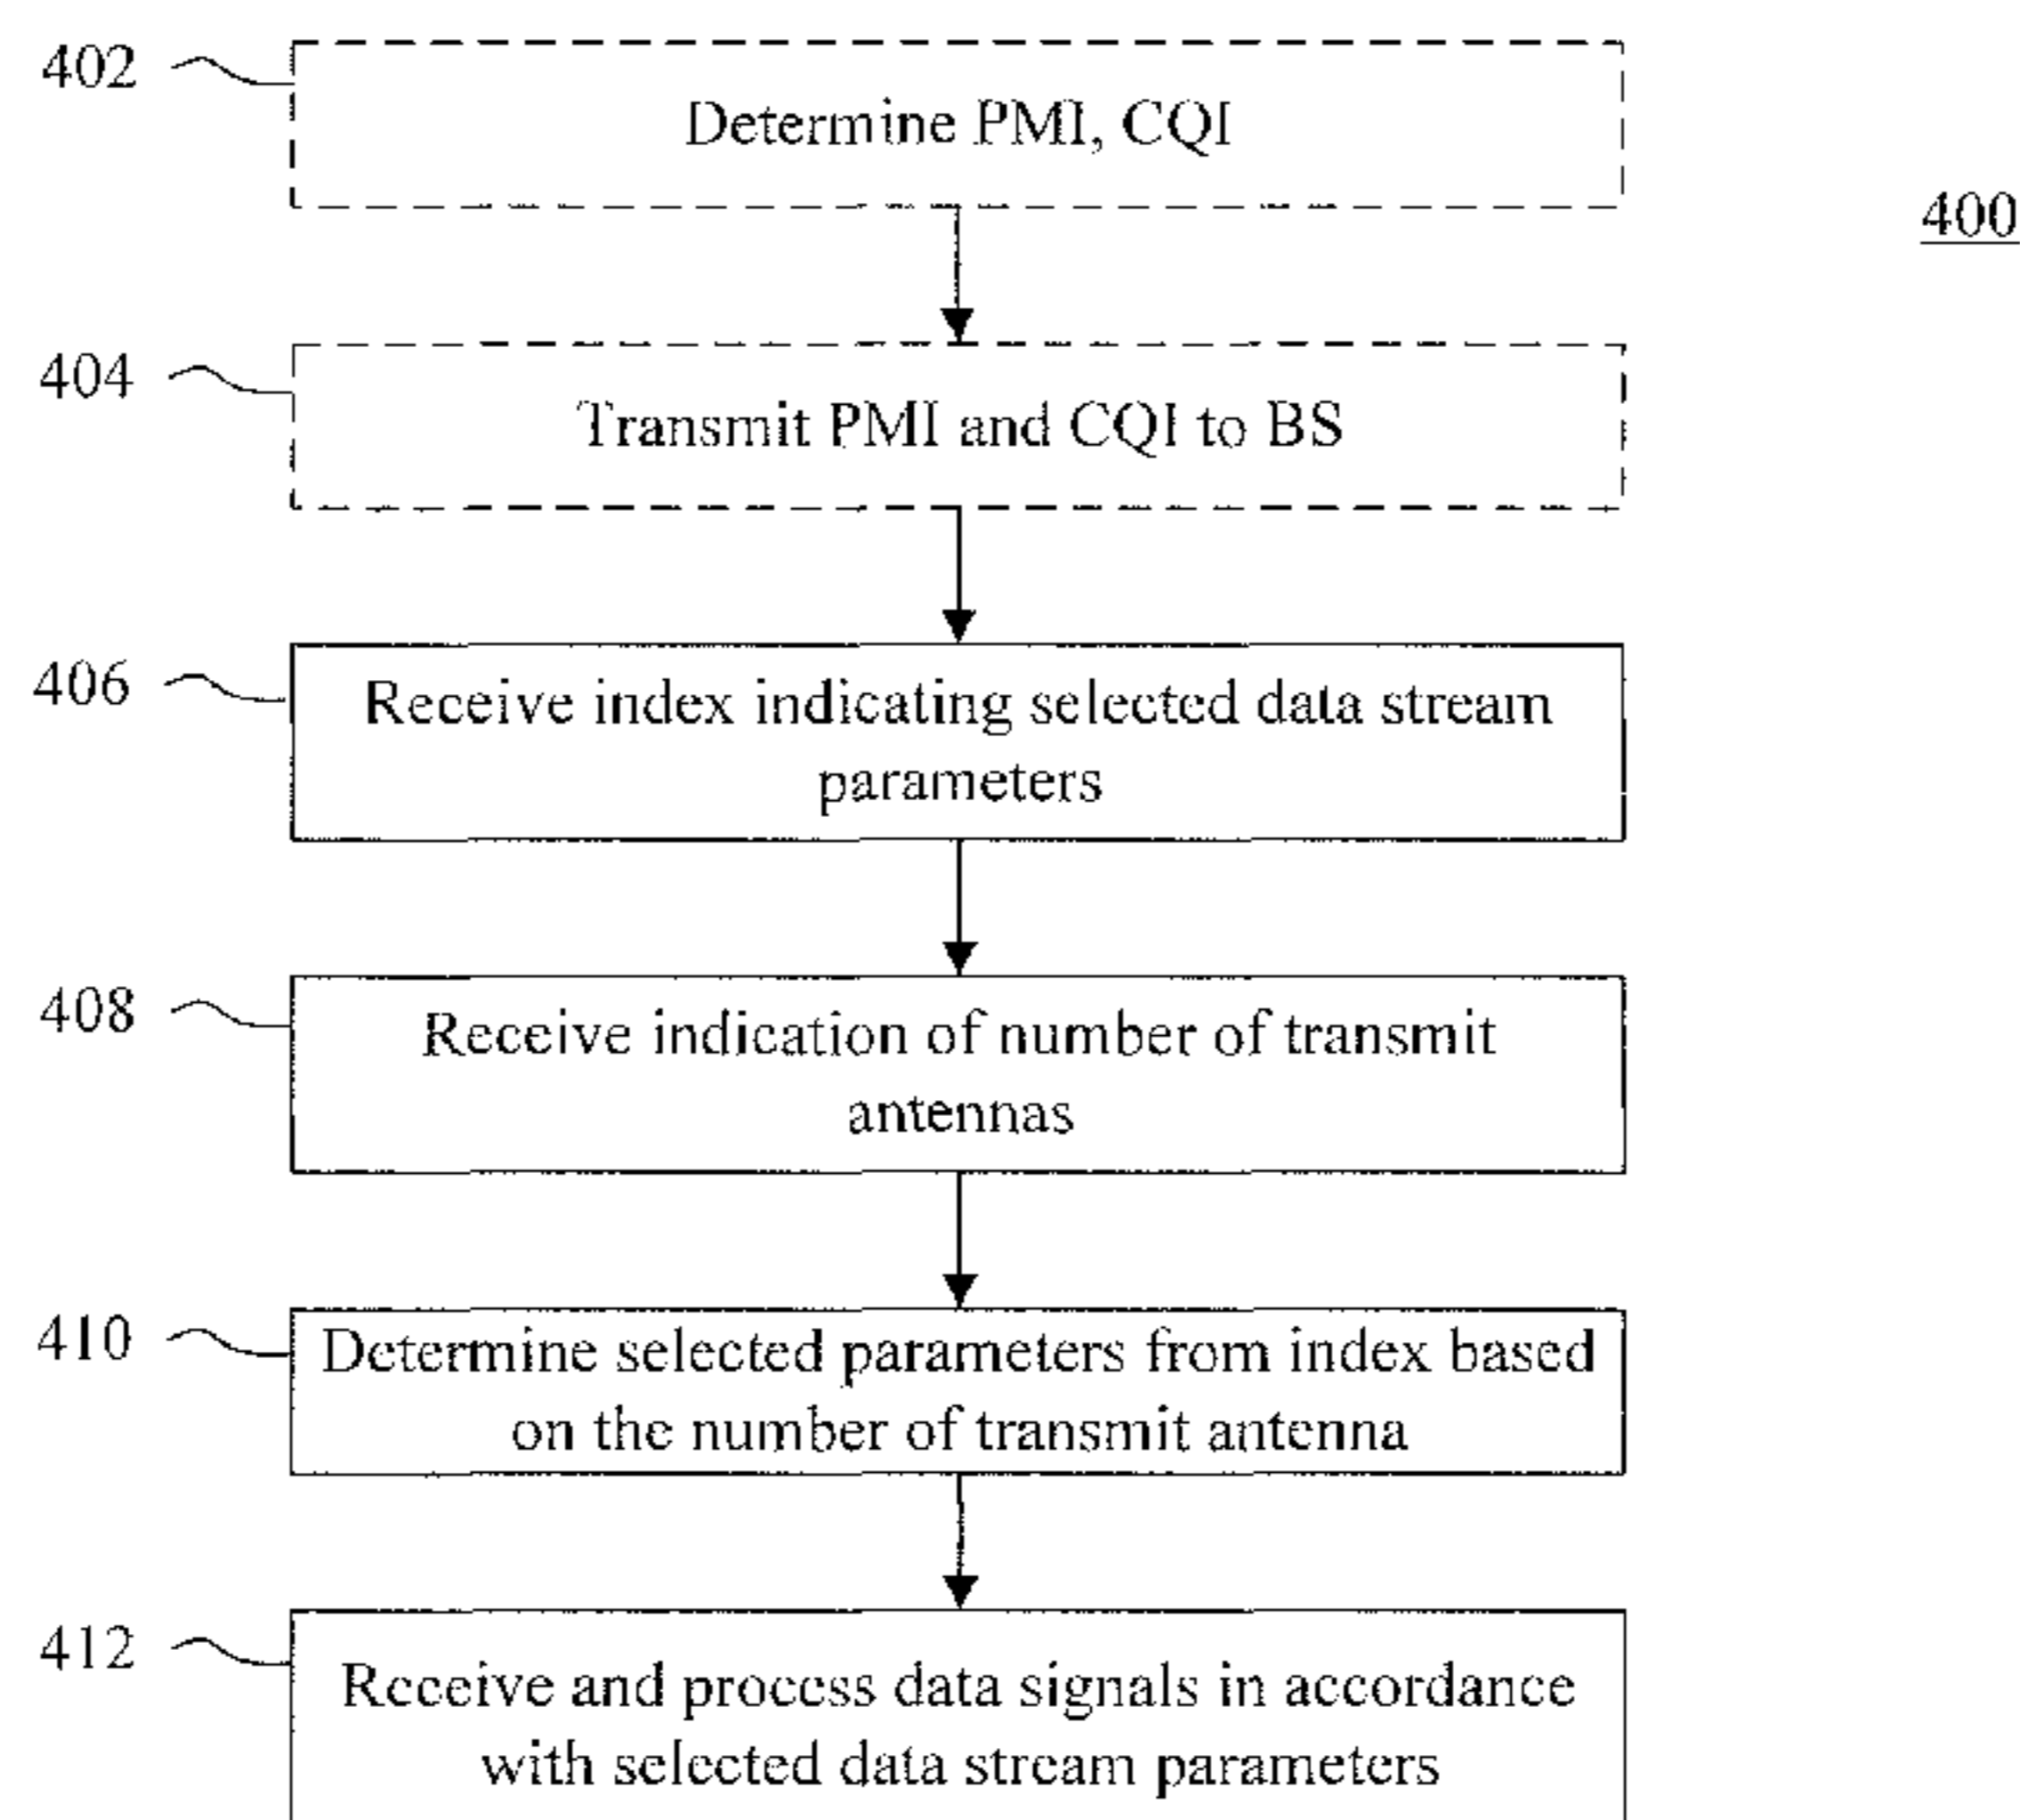 402
Determine PMI, CQI
400
404
Transmit PMI and CQI to BS
406
Receive index indicating selected data stream
parameters
408
Receive indication of number of transmit
antennas
410
Determine selected parameters from index based
on the number of transmit antenna
412
Receive and process data signals in accordance
with selected data stream parameters